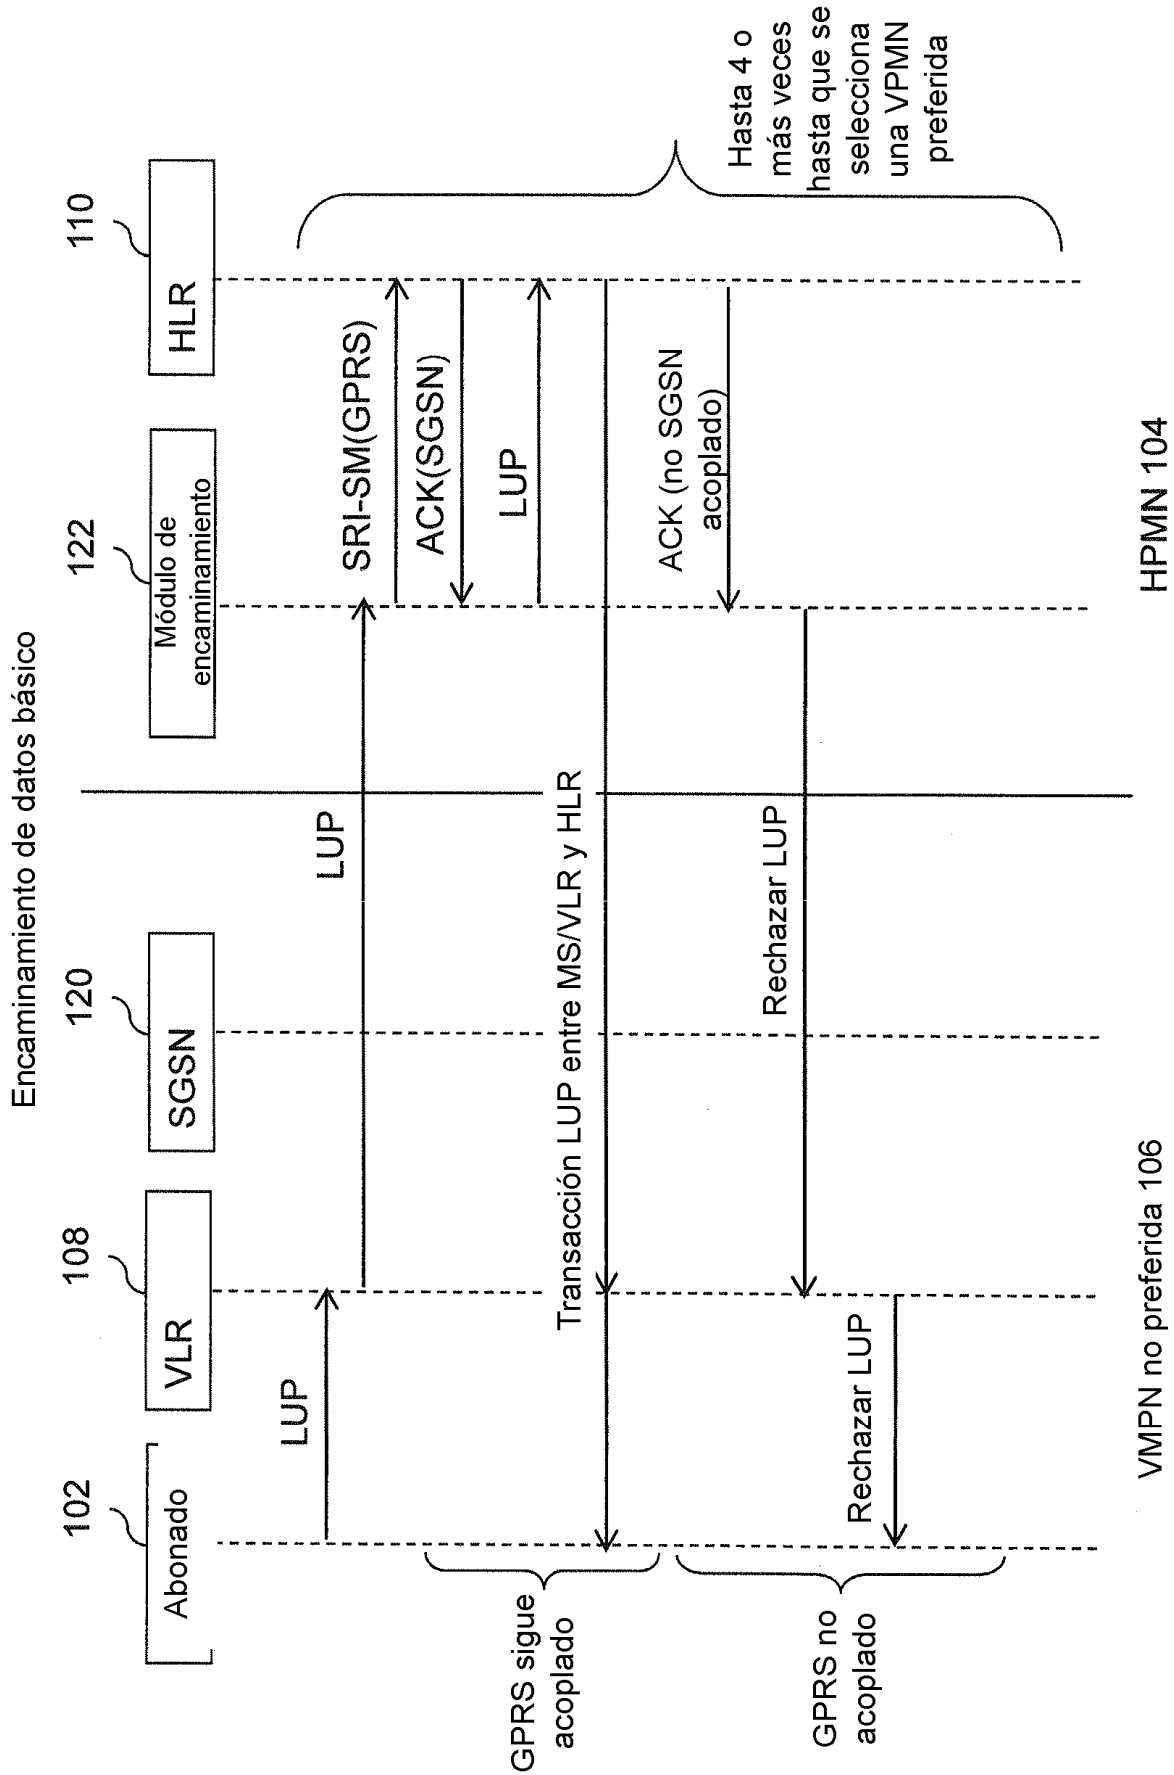 Encaminamiento de datos básico
102
108
120
122
110
Abonado
VLR
SGSN
Módulo de
encaminamiento
HLR
LUP
LUP
SRI-SM(GPRS)
ACK(SGSN)
LUP
GPRS sigue
acoplado
Transacción LUP entre MS/VLR y HLR
ACK (no SGSN
acoplado)
GPRS no
acoplado
Rechazar LUP
Rechazar LUP
Hasta 4 o
más veces
hasta que se
selecciona
una VPMN
preferida
VMPN no preferida 106
HPMN 104